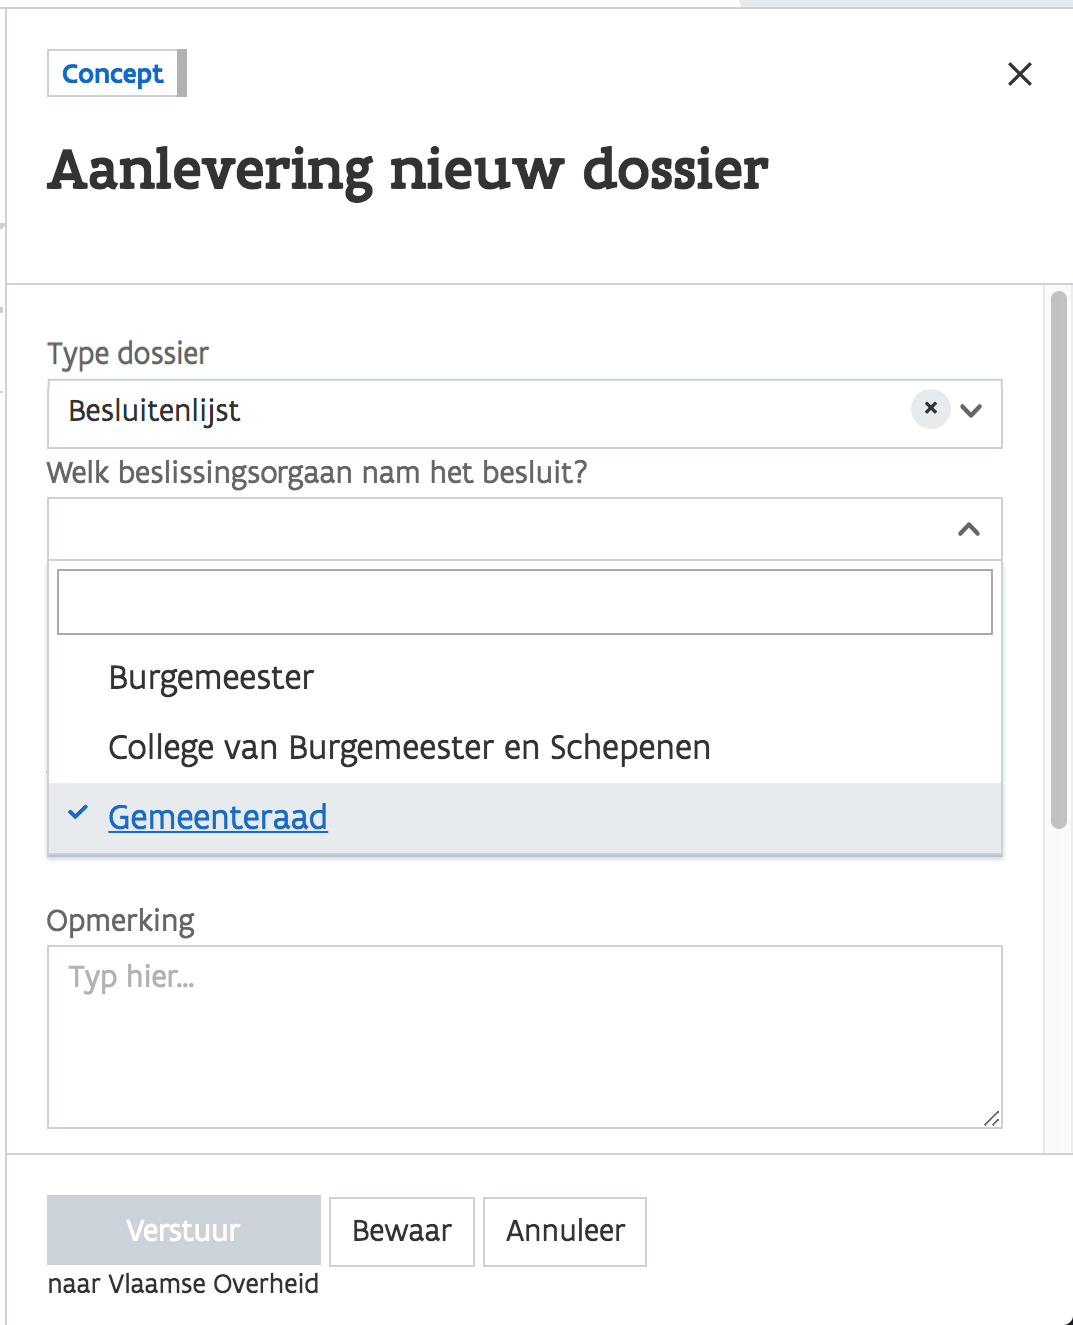 Concept
Aanlevering nieuw dossier
Type dossier
Besluitenlijst
Welk beslissingsorgaan nam het besluit?
Burgemeester
College van Burgemeester en Schepenen
Gemeenteraad
Opmerking
Typ hier...
Verstuur
Bewaar
Annuleer
naar Vlaamse Overheid